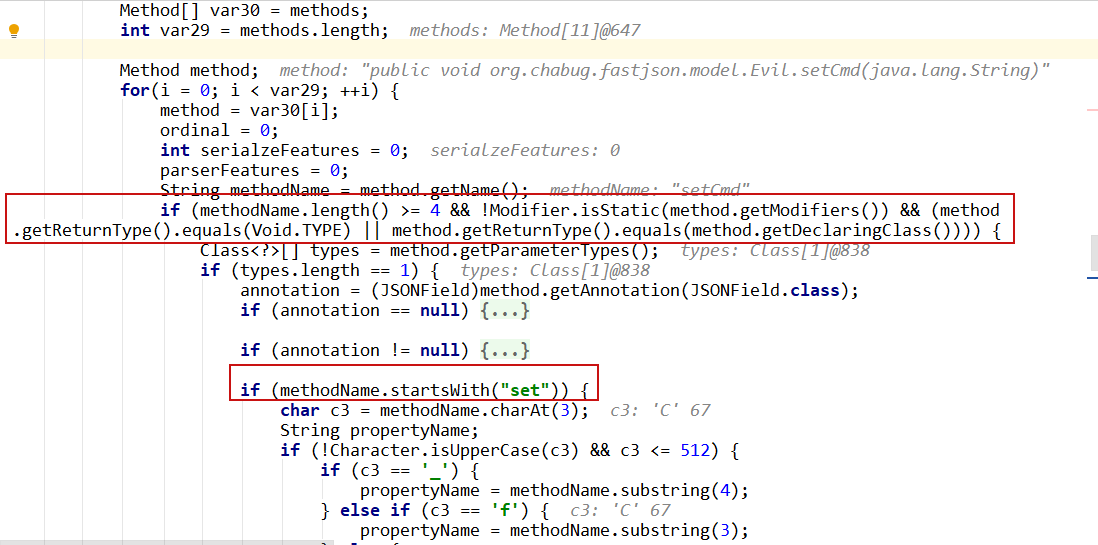 Method[] var30 = methods;
int var29 = methods.length;  methods: Method[11]@647
Method method;  method: "public void org.chabug.fastjson.model.Evil.setCmd(java.lang.String)"
for(i = 0; i < var29; ++i) {
method = var30[i];
ordinal = 0;
int serialzeFeatures = 0;  serialzeFeatures: 0
parserFeatures = 0;
String methodName = method.getName();  methodName: "setCmd"
if (methodName.length() >= 4 && !Modifier.isStatic(method.getModifiers()) && (method
.getReturnType().equals(Void.TYPE) || method.getReturnType().equals(method.getDeclaringClass()))) {
Class<?>[] types = method.getParameterTypes();  types: Class[1]@838
if (types.length == 1) {  types: Class[1]@838
annotation = (JSONField)method.getAnnotation(JSONField.class);
if (annotation == null) {...}
if (annotation != null) {...}
if (methodName.startsWith("set")) {
char c3 = methodName.charAt(3);  c3: 'C' 67
String propertyName;
if (!Character.isUpperCase(c3) && c3 <= 512) {
if (c3 == '_') {
propertyName = methodName.substring(4);
} else if (c3 == 'f') {  c3: 'C' 67
propertyName = methodName.substring(3);
} else {